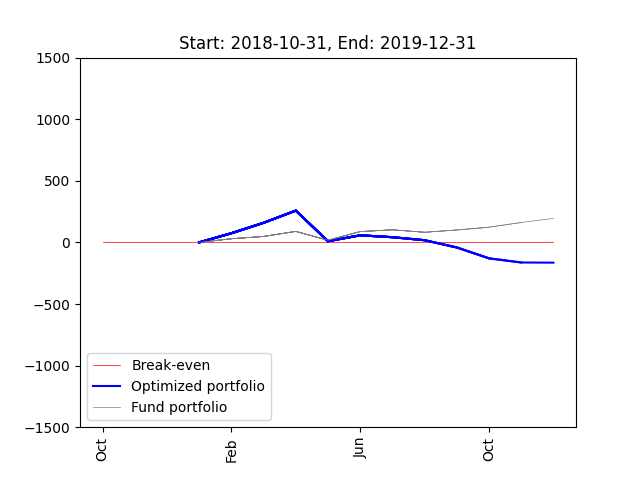 Start: 2018-10-31, End: 2019-12-31
1500
1000
500
0
−500
−1000
−1500
Break-even
Optimized portfolio
Fund portfolio
Oct
Feb
Jun
Oct